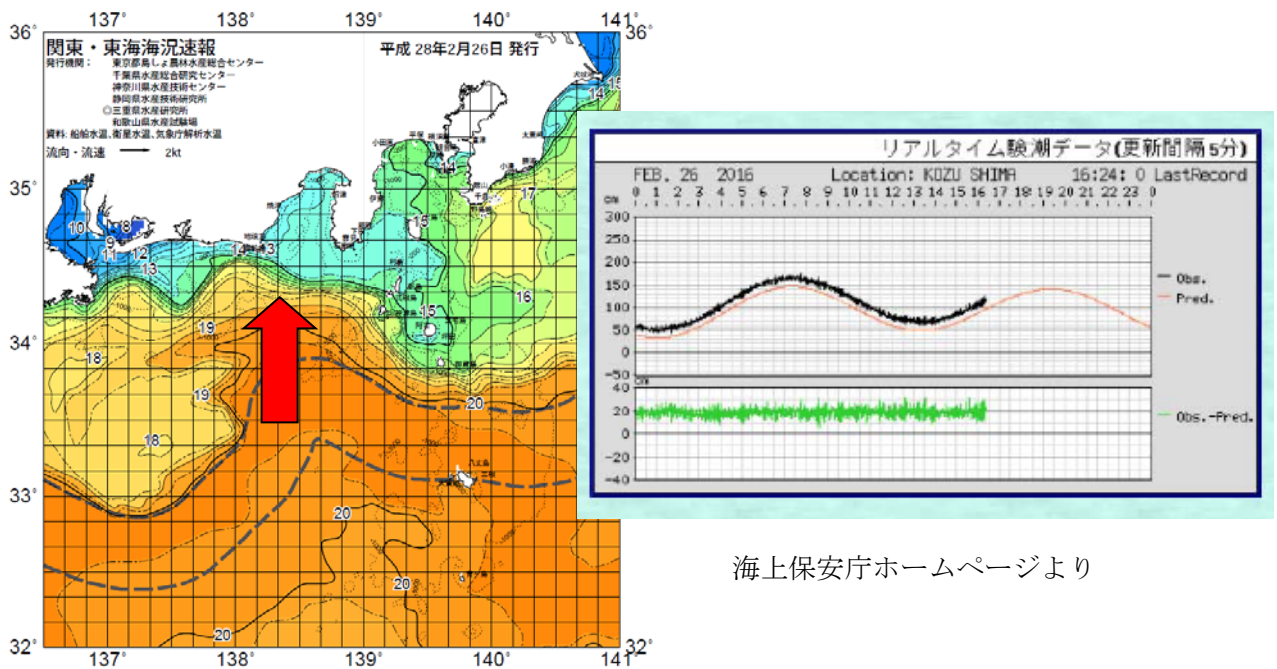 137° 138° 139° 140° 141°
36° 36°
関東・東海海況速報 平成 28年2月26日 発行
発行機関： 東京都島しょ農林水産総合センター
千葉県水産総合研究センター
神奈川県水産技術センター
静岡県水産技術研究所
◎三重県水産研究所
和歌山県水産試験場
資料: 船舶水温、衛星水温、気象庁解析水温
流向・流速 2kt
15
14
14
35°
17
10 8
9
11 12
13
14 3
15
16
15
19
34°
18
19
20
18
33°
20
20
20
32° 32°
137° 138° 139° 140° 141°
リアルタイム験潮データ(更新間隔5分)
FEB. 26 2016 Location: KOZU SHIMA 16:24: 0 LastRecord
0 1 2 3 4 5 6 7 8 9 10 11 12 13 14 15 16 17 18 19 20 21 22 23 0
cm
300
250
200
150
100
50
0
-50
Obs.
Pred.
cm
40
20
0
-20
-40
Obs.-Pred.
海上保安庁ホームページより